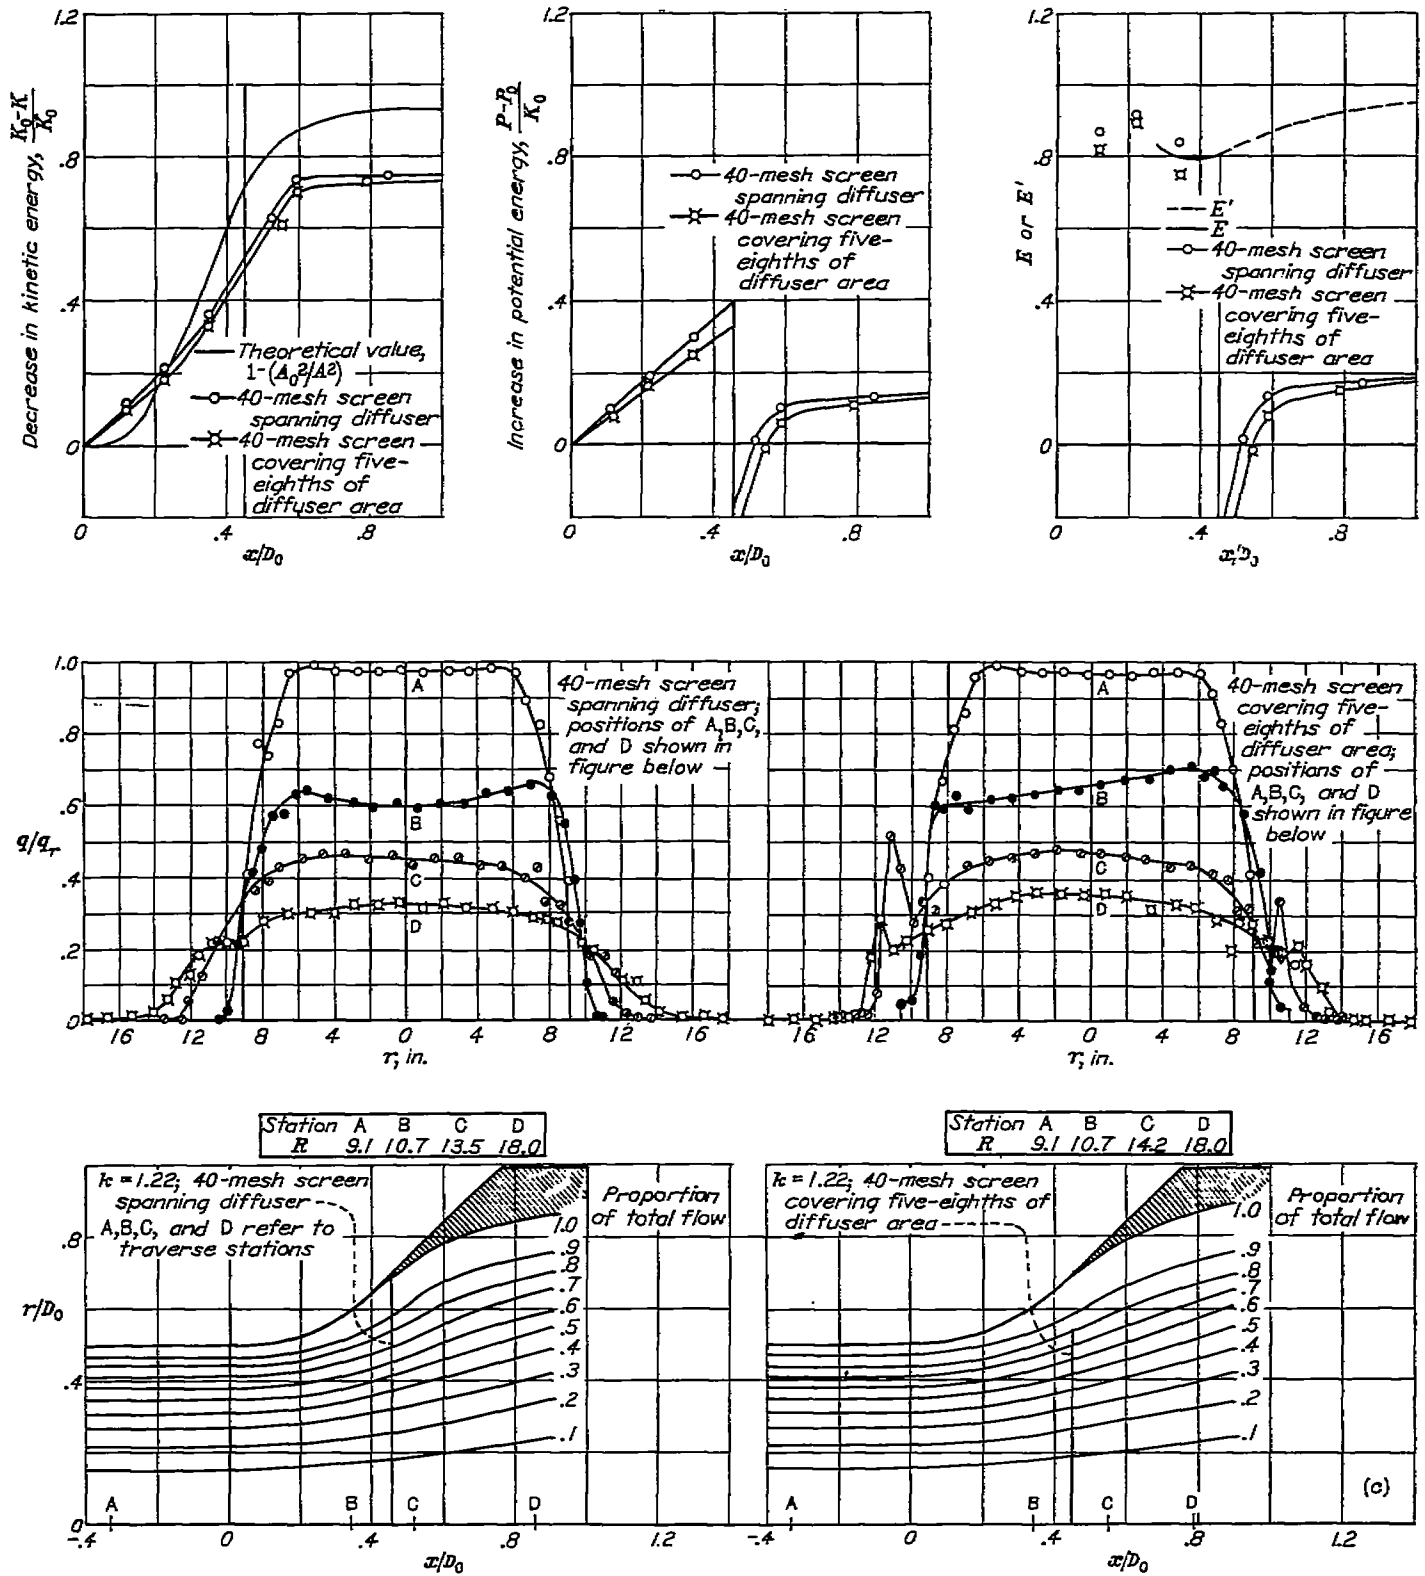 1.2
.8
.4
0
Decrease in kinetic energy, K₀-K/K₀
Theoretical value,
1-(A₀²/A²)
40-mesh screen
spanning diffuser
40-mesh screen
covering five-
eighths of
diffuser area
0 .4 .8
x/D₀
1.2
.8
.4
0
Increase in potential energy, P-P₀/K₀
40-mesh screen
spanning diffuser
40-mesh screen
covering five-
eighths of
diffuser area
0 .4 .8
x/D₀
1.2
.8
.4
0
E or E'
E'
E
40-mesh screen
spanning diffuser
40-mesh screen
covering five-
eighths of
diffuser area
0 .4 .8
x/D₀
1.0
.8
.6
.4
.2
0
q/qᵣ
40-mesh screen
spanning diffuser;
positions of A,B,C,
and D shown in
figure below
A
B
C
D
16 12 8 4 0 4 8 12 16
r, in.
40-mesh screen
covering five-
eighths of
diffuser area;
positions of
A,B,C, and D
shown in figure
below
A
B
C
D
16 12 8 4 0 4 8 12 16
r, in.
Station A B C D
R 9.1 10.7 13.5 18.0
k=1.22; 40-mesh screen
spanning diffuser
A,B,C, and D refer to
traverse stations
Proportion
of total flow
1.0
.9
.8
.7
.6
.5
.4
.3
.2
.1
.8
r/D₀
.4
0
A B C D
-.4 0 .4 .8 1.2
x/D₀
Station A B C D
R 9.1 10.7 14.2 18.0
k=1.22; 40-mesh screen
covering five-eighths of
diffuser area
Proportion
of total flow
1.0
.9
.8
.7
.6
.5
.4
.3
.2
.1
A B C D
(c)
-.4 0 .4 .8 1.2
x/D₀